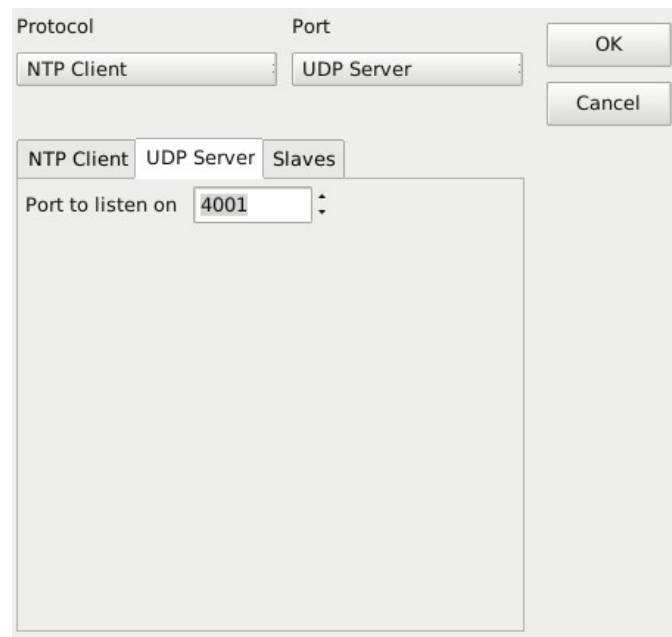 Protocol
Port
OK
NTP Client
UDP Server
Cancel
NTP Client
UDP Server
Slaves
Port to listen on
4001